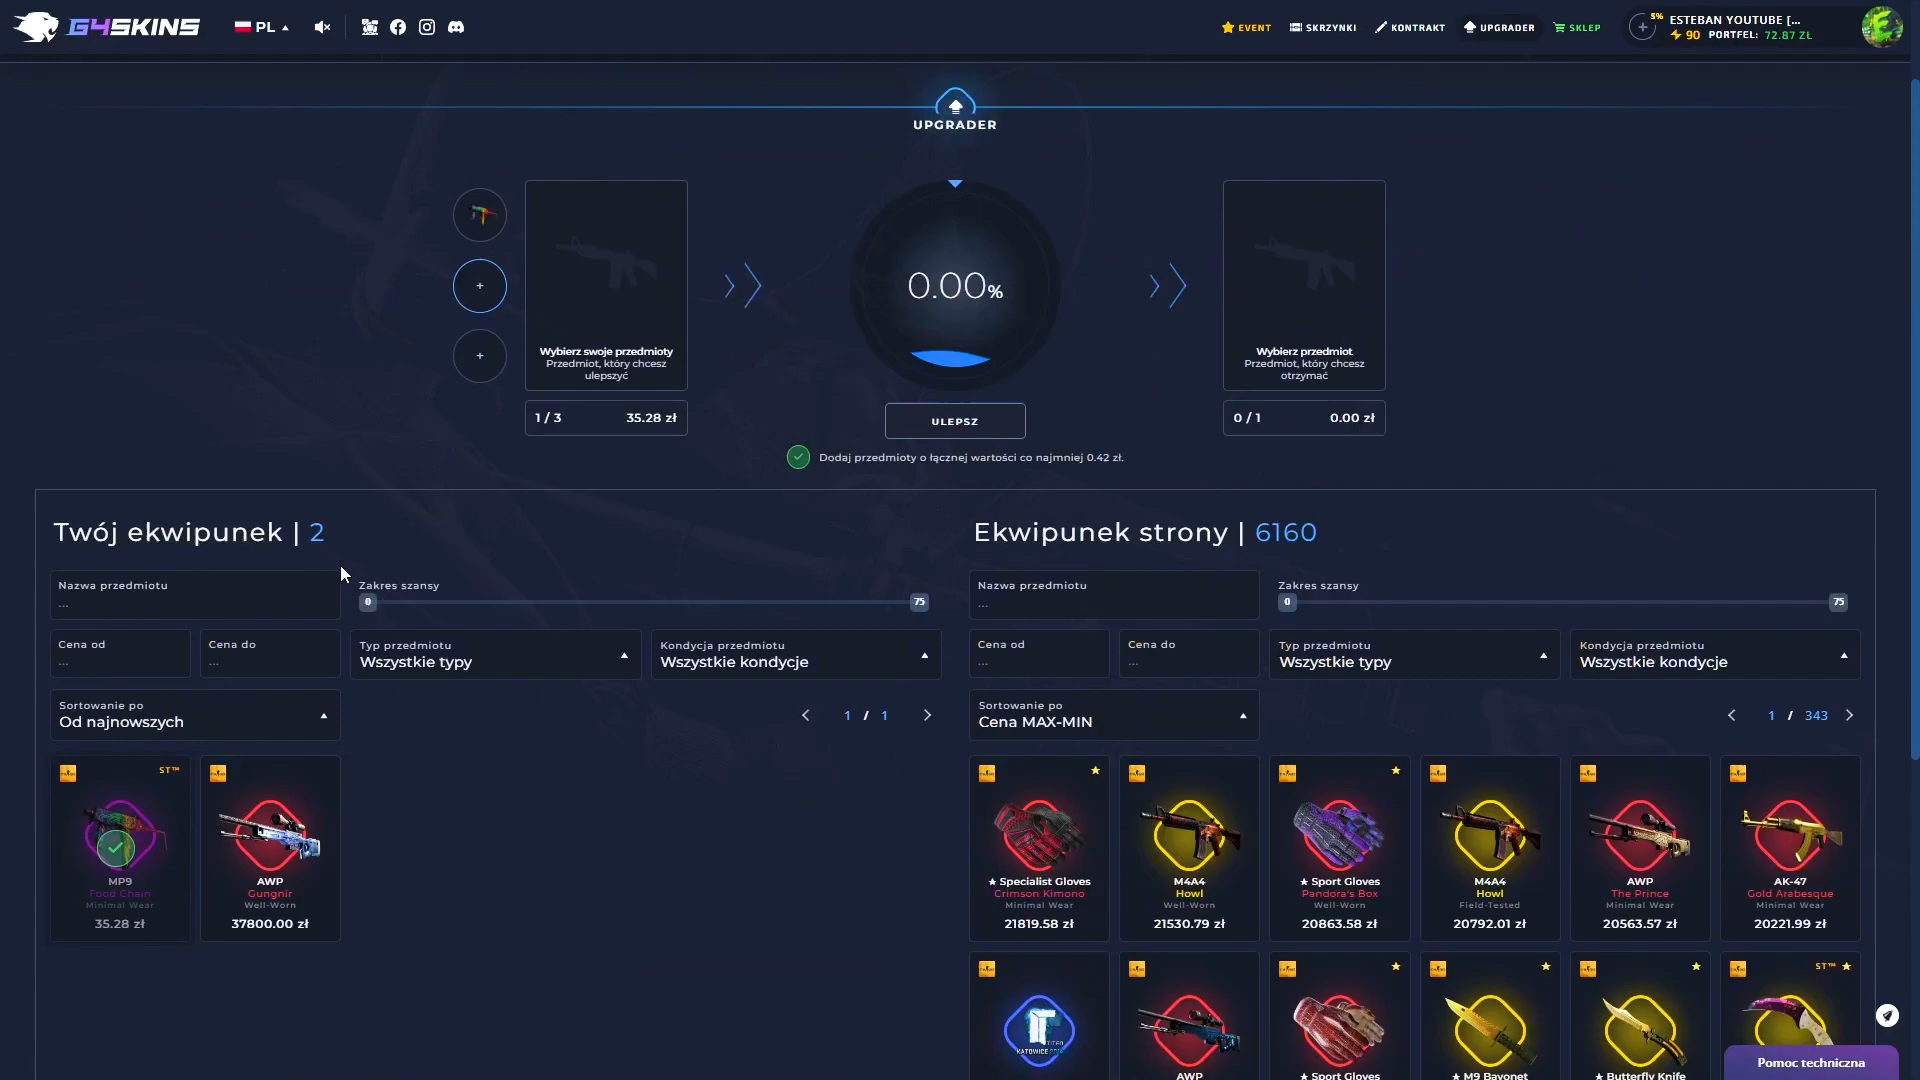 G4SKINS
PL
EVENT
SKRZYNKI
KONTRAKT
UPGRADER
SKLEP
5%
ESTEBAN YOUTUBE [...
90 PORTFEL: 72.87 ZŁ
UPGRADER
+
+
Wybierz swoje przedmioty
Przedmiot, który chcesz
ulepszyć
1 / 3 35.28 zł
0.00%
ULEPSZ
Wybierz przedmiot
Przedmiot, który chcesz
otrzymać
0 / 1 0.00 zł
Dodaj przedmioty o łącznej wartości co najmniej 0.42 zł.
Twój ekwipunek | 2
Nazwa przedmiotu
...
Zakres szansy
0 75
Cena od
...
Cena do
...
Typ przedmiotu
Wszystkie typy
Kondycja przedmiotu
Wszystkie kondycje
Sortowanie po
Od najnowszych
1 / 1
ST™
MP9
Food Chain
Minimal Wear
35.28 zł
AWP
Gungnir
Well-Worn
37800.00 zł
Ekwipunek strony | 6160
Nazwa przedmiotu
...
Zakres szansy
0 75
Cena od
...
Cena do
...
Typ przedmiotu
Wszystkie typy
Kondycja przedmiotu
Wszystkie kondycje
Sortowanie po
Cena MAX-MIN
1 / 343
★ Specialist Gloves
Crimson Kimono
Minimal Wear
21819.58 zł
M4A4
Howl
Well-Worn
21530.79 zł
★ Sport Gloves
Pandora's Box
Well-Worn
20863.58 zł
M4A4
Howl
Field-Tested
20792.01 zł
AWP
The Prince
Minimal Wear
20563.57 zł
AK-47
Gold Arabesque
Minimal Wear
20221.99 zł
TITAN
AWP
★ Sport Gloves
★ M9 Bayonet
★ Butterfly Knife
ST™ ★
Pomoc techniczna